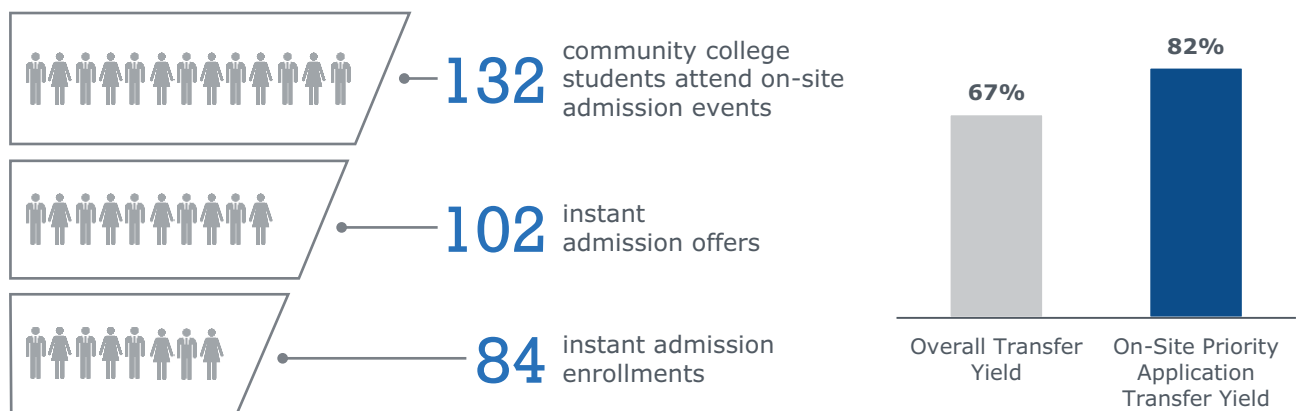 132
community college
students attend on-site
admission events
102
instant
admission offers
84
instant admission
enrollments
67%
82%
Overall Transfer
Yield
On-Site Priority
Application
Transfer Yield